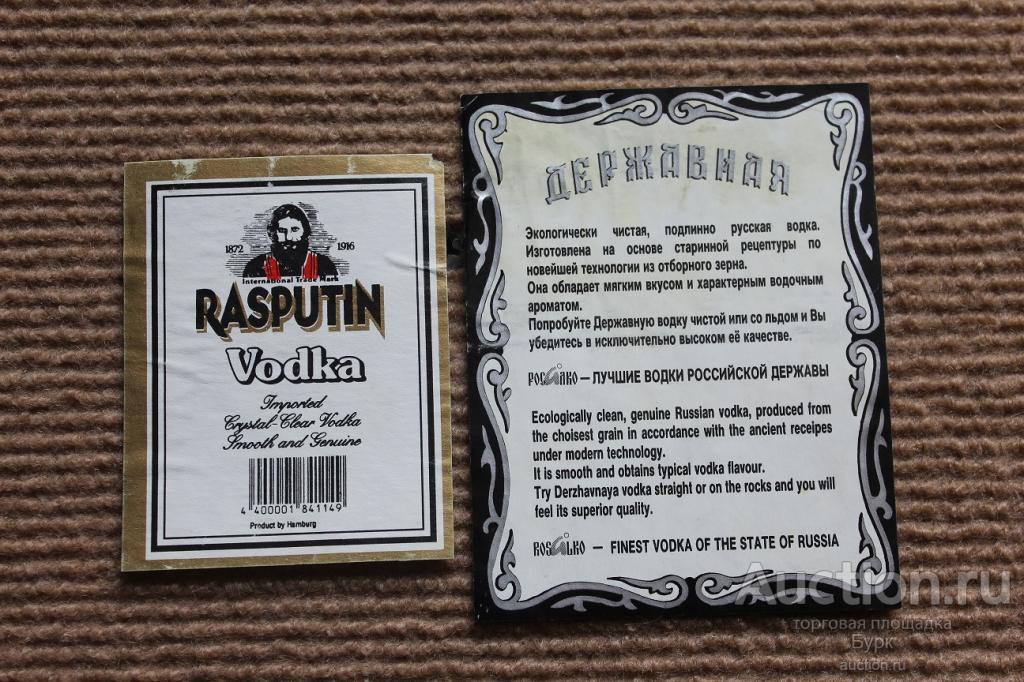 1872 1916
International Trade Mark
RASPUTIN
Vodka
Imported
Crystal-Clear Vodka
Smooth and Genuine
4 400001 841149
Product by Hamburg
ДЕРЖАВНАЯ
Экологически чистая, подлинно русская водка.
Изготовлена на основе старинной рецептуры по
новейшей технологии из отборного зерна.
Она обладает мягким вкусом и характерным водочным
ароматом.
Попробуйте Державную водку чистой или со льдом и Вы
убедитесь в исключительно высоком её качестве.
— ЛУЧШИЕ ВОДКИ РОССИЙСКОЙ ДЕРЖАВЫ
Ecologically clean, genuine Russian vodka, produced from
the choisest grain in accordance with the ancient receipes
under modern technology.
It is smooth and obtains typical vodka flavour.
Try Derzhavnaya vodka straight or on the rocks and you will
feel its superior quality.
— FINEST VODKA OF THE STATE OF RUSSIA
Auction.ru
торговая площадка
Бурк
auction.ru